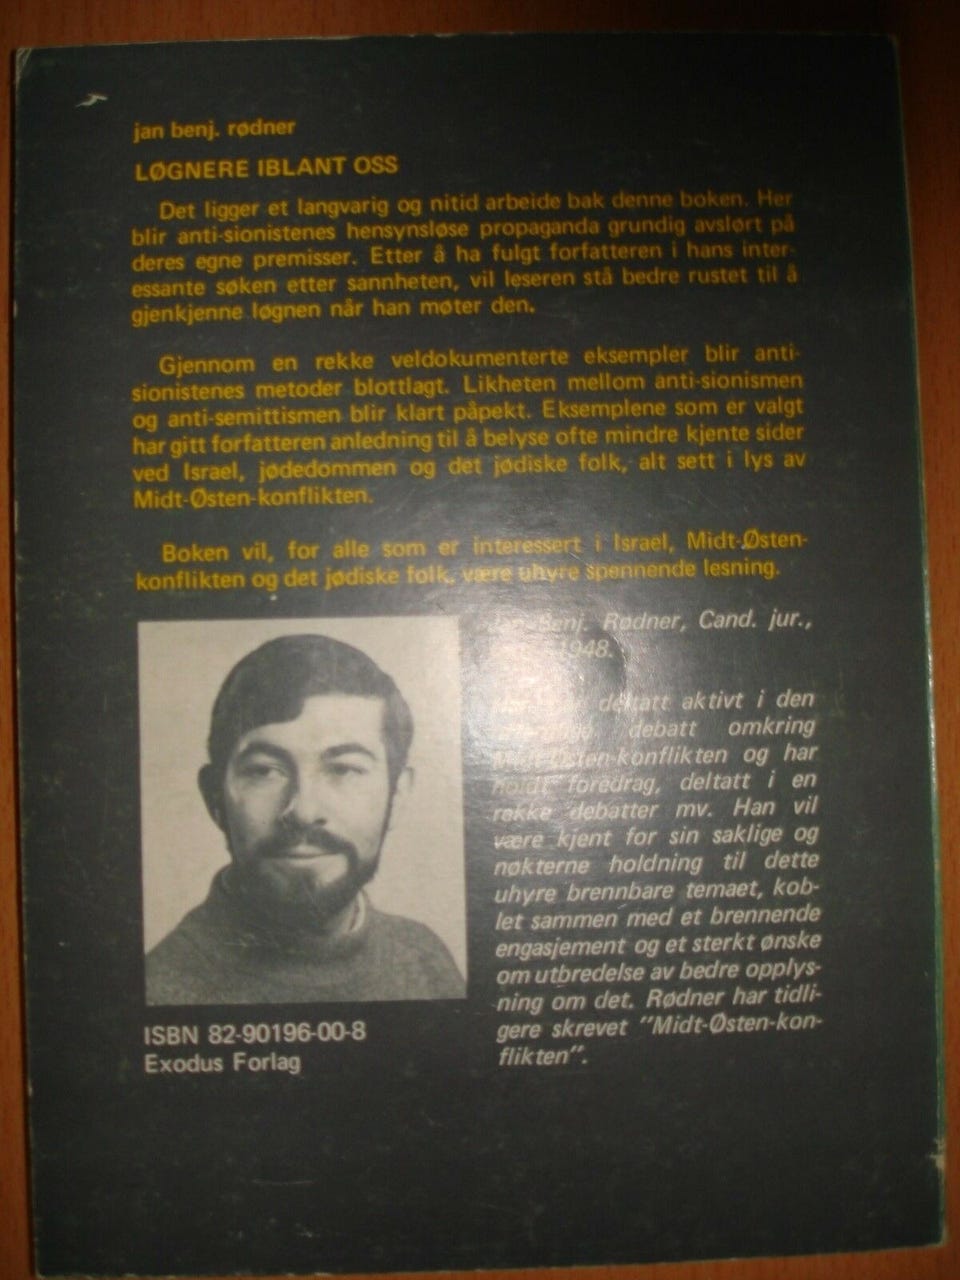 jan benj. rødner
LØGNERE IBLANT OSS
Det ligger et langvarig og nitid arbeide bak denne boken. Her
blir anti-sionistenes hensynsløse propaganda grundig avslørt på
deres egne premisser. Etter å ha fulgt forfatteren i hans inter-
essante søken etter sannheten, vil leseren stå bedre rustet til å
gjenkjenne løgnen når han møter den.
Gjennom en rekke veldokumenterte eksempler blir anti-
sionistenes metoder blottlagt. Likheten mellom anti-sionismen
og anti-semittismen blir klart påpekt. Eksemplene som er valgt
har gitt forfatteren anledning til å belyse ofte mindre kjente sider
ved Israel, jødedommen og det jødiske folk, alt sett i lys av
Midt-Østen-konflikten.
Boken vil, for alle som er interessert i Israel, Midt-Østen-
konflikten og det jødiske folk, være uhyre spennende lesning.
Jan Benj. Rødner, Cand. jur.,
1948.
deltatt aktivt i den
debatt omkring
Midt-Østen-konflikten og har
holdt foredrag, deltatt i en
rekke debatter mv. Han vil
være kjent for sin saklige og
nøkterne holdning til dette
uhyre brennbare temaet, kob-
let sammen med et brennende
engasjement og et sterkt ønske
om utbredelse av bedre opplys-
ning om det. Rødner har tidli-
gere skrevet "Midt-Østen-kon-
flikten".
ISBN 82-90196-00-8
Exodus Forlag